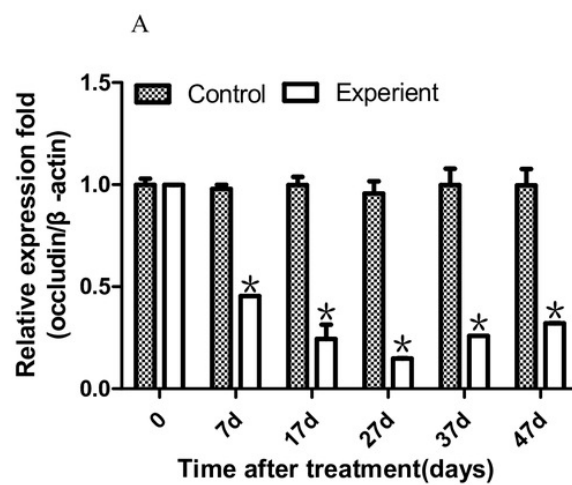 A
Control
Experient
Relative expression fold
(occludin/β -actin)
1.5
1.0
0.5
0.0
*
*
*
*
*
0
7d
17d
27d
37d
47d
Time after treatment(days)